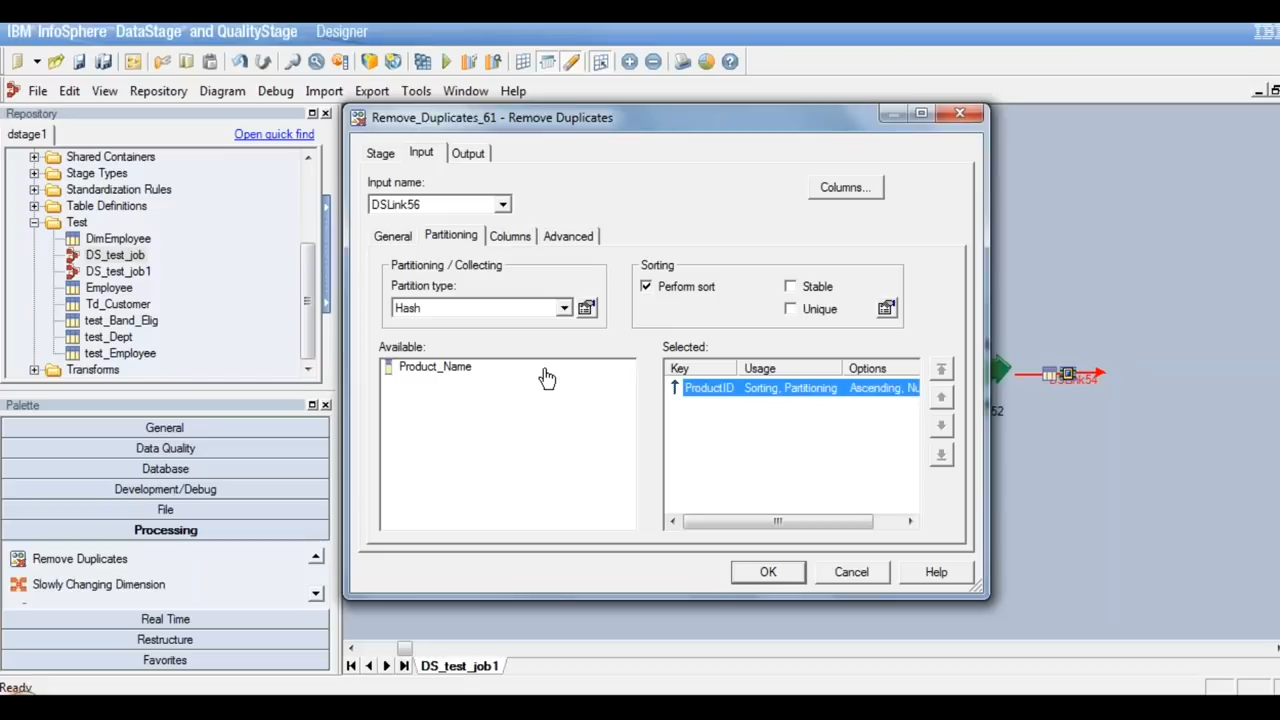 IBM InfoSphere™ DataStage and QualityStage Designer
File Edit View Repository Diagram Debug Import Export Tools Window Help
Repository
dstage1
Open quick find
Shared Containers
Stage Types
Standardization Rules
Table Definitions
Test
DimEmployee
DS_test_job
DS_test_job1
Employee
Td_Customer
test_Band_Elig
test_Dept
test_Employee
Transforms
Palette
General
Data Quality
Database
Development/Debug
File
Processing
Remove Duplicates
Slowly Changing Dimension
Real Time
Restructure
Favorites
Ready
Remove_Duplicates_61 - Remove Duplicates
Stage Input Output
Input name:
DSLink56
Columns...
General Partitioning Columns Advanced
Partitioning / Collecting
Partition type:
Hash
Sorting
Perform sort
Stable
Unique
Available:
Product_Name
Selected:
Key Usage Options
ProductID Sorting, Partitioning Ascending, Nu
OK Cancel Help
52
DSLink54
DS_test_job1